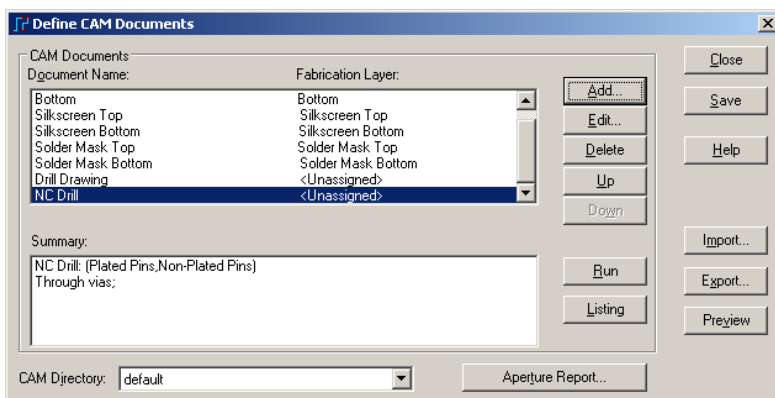 Define CAM Documents
CAM Documents
Document Name: Fabrication Layer:
Bottom Bottom
Silkscreen Top Silkscreen Top
Silkscreen Bottom Silkscreen Bottom
Solder Mask Top Solder Mask Top
Solder Mask Bottom Solder Mask Bottom
Drill Drawing <Unassigned>
NC Drill <Unassigned>
Add...
Edit...
Delete
Up
Down
Summary:
NC Drill: (Plated Pins,Non-Plated Pins)
Through vias;
Run
Listing
Close
Save
Help
Import...
Export...
Preview
CAM Directory: default
Aperture Report...